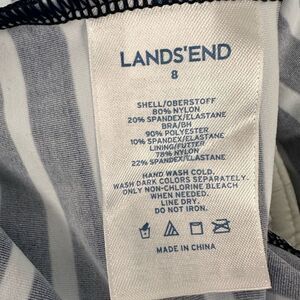 LANDS'END
8
SHELL/OBERSTOFF
80% NYLON
20% SPANDEX/ELASTANE
BRA/BH
90% POLYESTER
10% SPANDEX/ELASTANE
LINING/FUTTER
78% NYLON
22% SPANDEX/ELASTANE
HAND WASH COLD.
WASH DARK COLORS SEPARATELY.
ONLY NON-CHLORINE BLEACH
WHEN NEEDED.
LINE DRY.
DO NOT IRON.
MADE IN CHINA